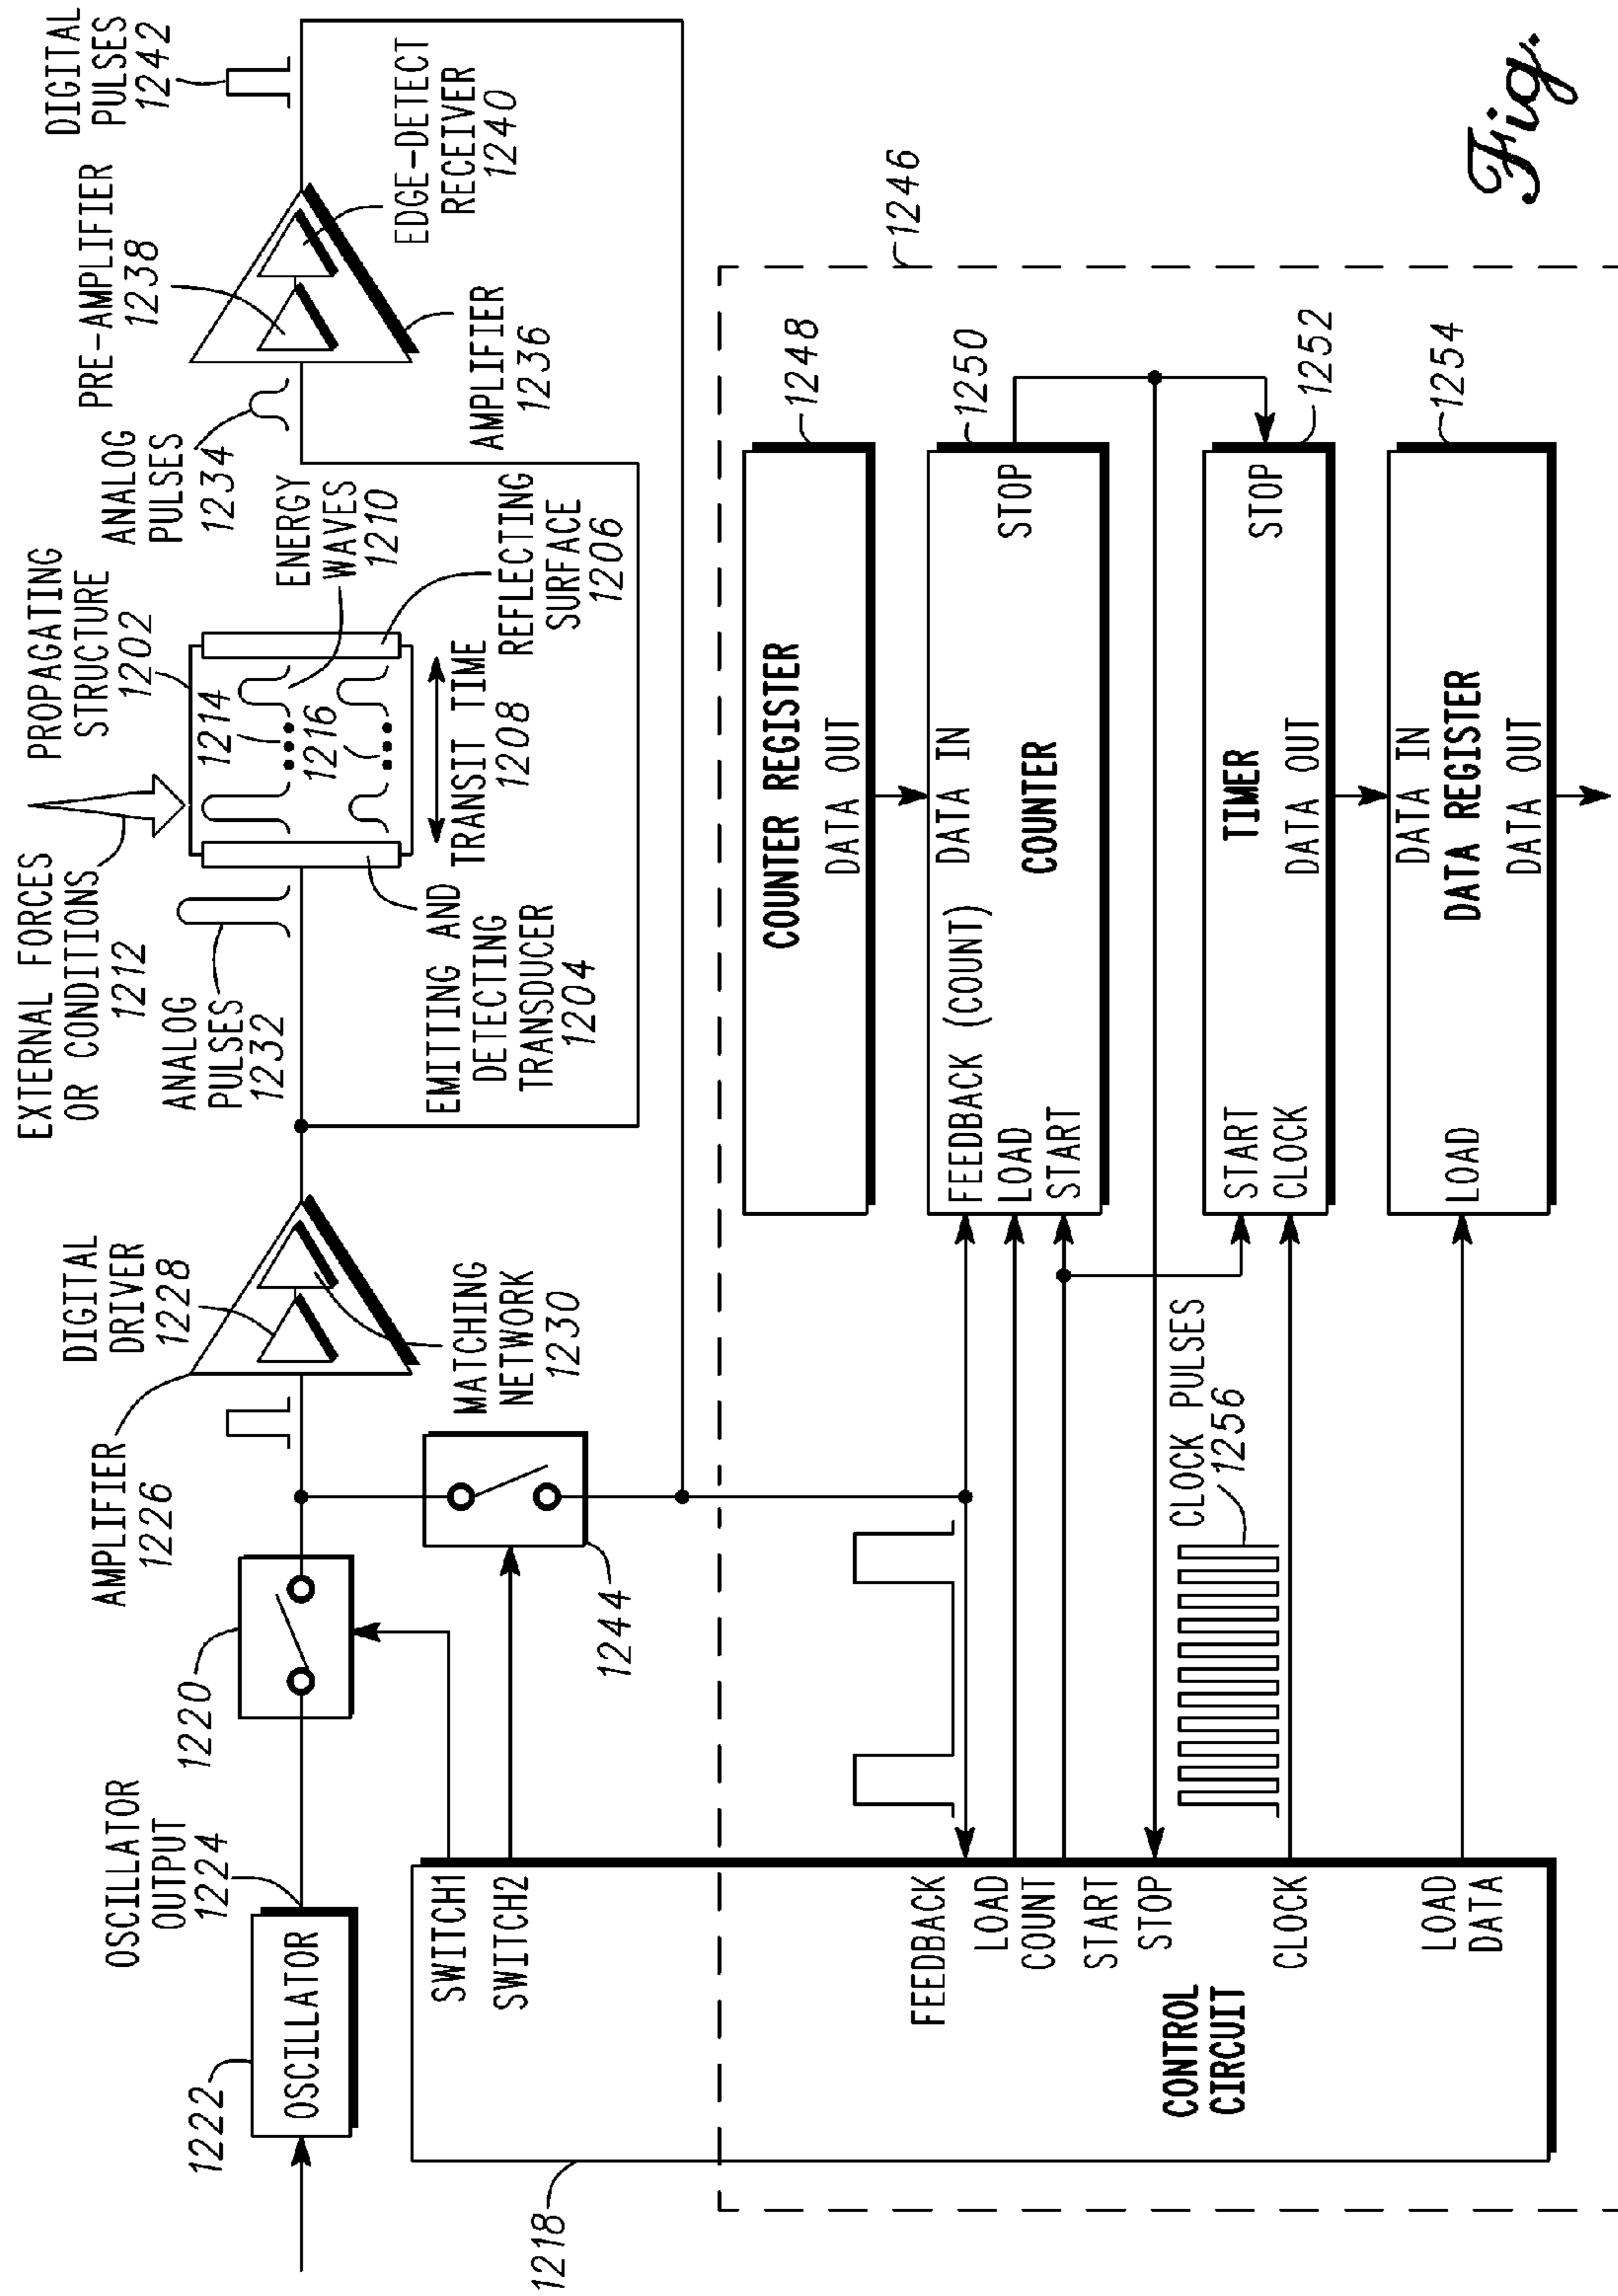 EXTERNAL FORCES
OR CONDITIONS
1212
PROPAGATING
STRUCTURE
1202
ANALOG
PULSES
1234
PRE-AMPLIFIER
1238
DIGITAL
PULSES
1242
OSCILLATOR
OUTPUT
1224
1220
AMPLIFIER
1226
DIGITAL
DRIVER
1228
ANALOG
PULSES
1232
1214
1216
ENERGY
WAVES
1210
1222
OSCILLATOR
MATCHING
NETWORK
1230
EMITTING AND
DETECTING
TRANSDUCER
1204
TRANSIT TIME
1208
REFLECTING
SURFACE
1206
AMPLIFIER
1236
EDGE-DETECT
RECEIVER
1240
1244
1218
SWITCH1
SWITCH2
FEEDBACK
LOAD
COUNT
START
STOP
CLOCK
LOAD
DATA
CONTROL
CIRCUIT
1246
COUNTER REGISTER
DATA OUT
1248
FEEDBACK (COUNT)
DATA IN
LOAD
START
COUNTER
STOP
1250
CLOCK PULSES
1256
START
CLOCK
TIMER
DATA OUT
STOP
1252
LOAD
DATA IN
DATA REGISTER
DATA OUT
1254
Fig.